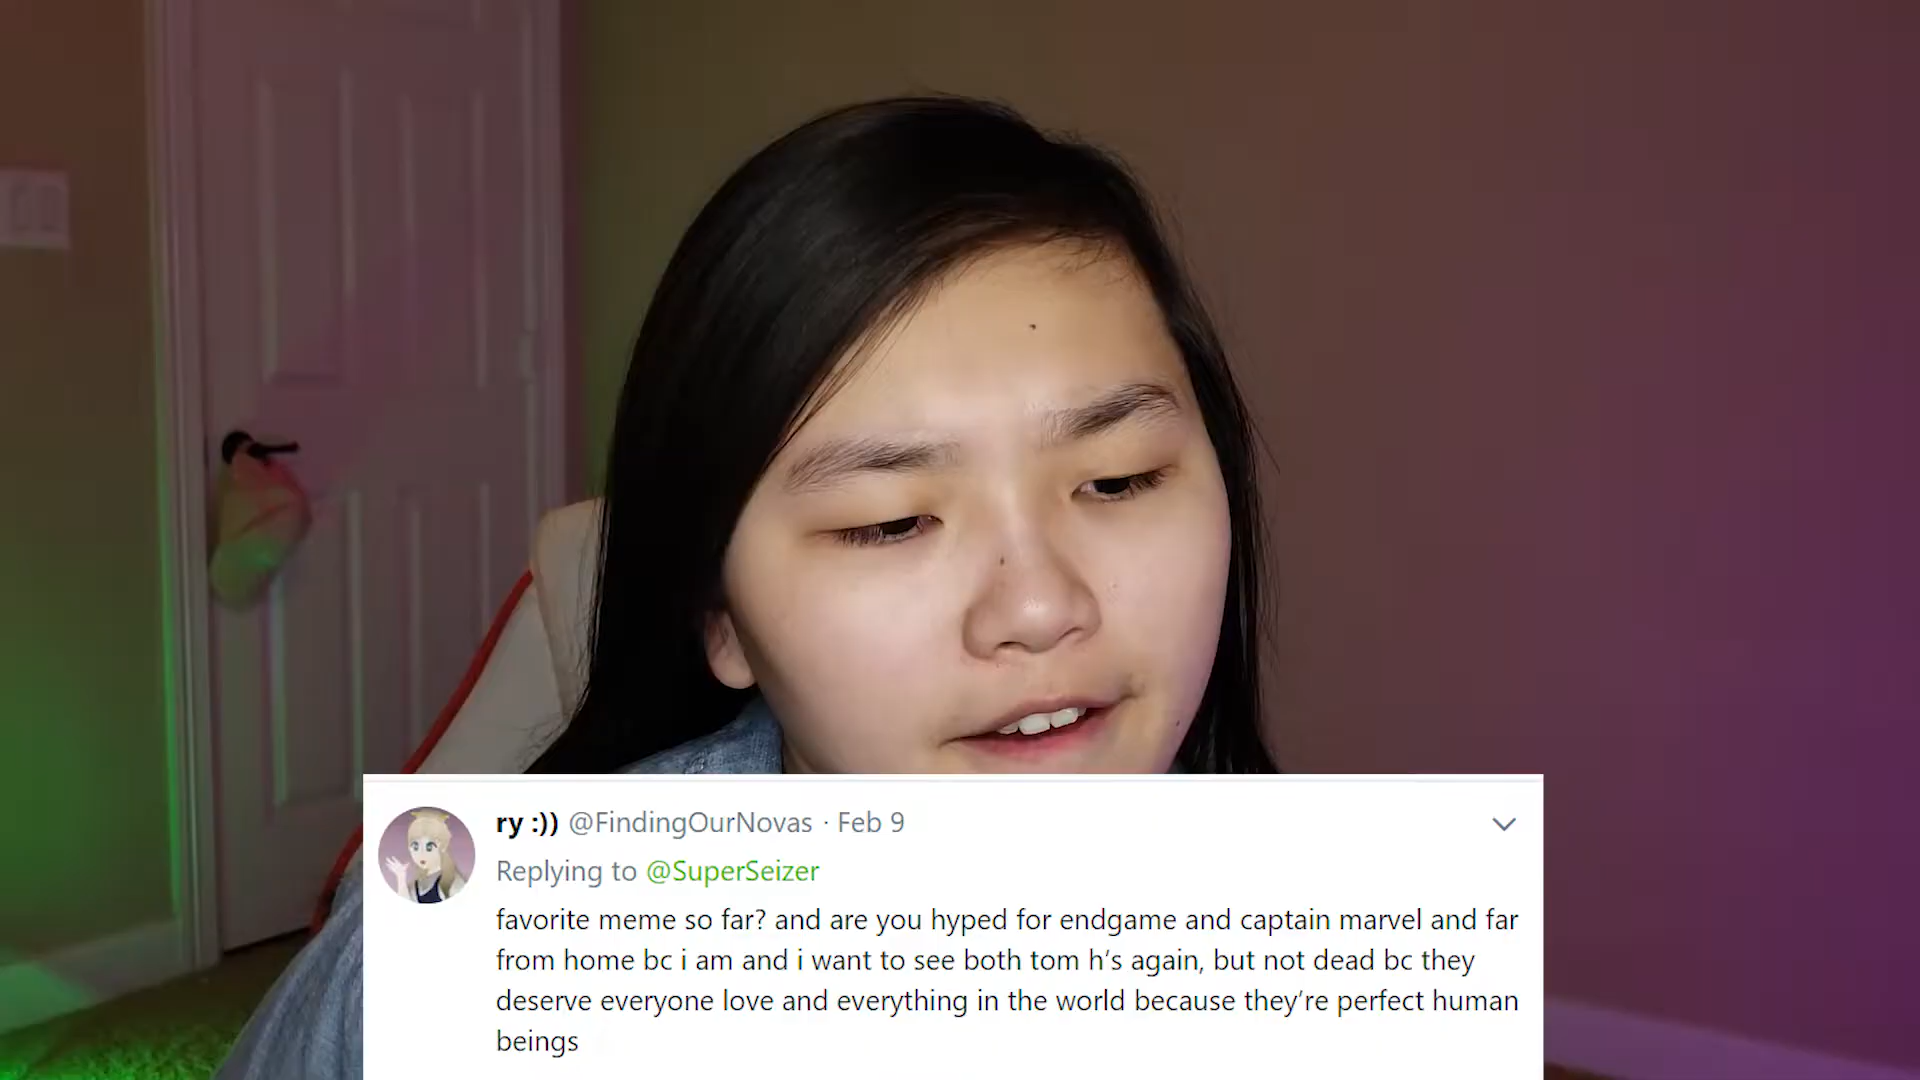 ry :)) @FindingOurNovas · Feb 9
Replying to @SuperSeizer
favorite meme so far? and are you hyped for endgame and captain marvel and far
from home bc i am and i want to see both tom h’s again, but not dead bc they
deserve everyone love and everything in the world because they’re perfect human
beings